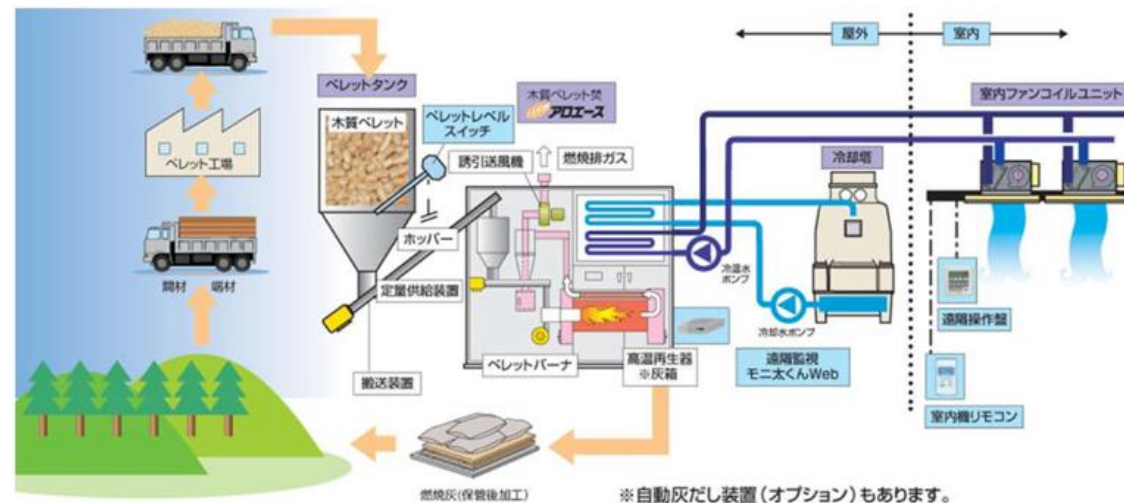 屋外
室内
ペレットタンク
木質ペレット
ペレットレベル
スイッチ
木質ペレット焚
アロエース
誘引送風機
燃焼排ガス
冷却塔
室内ファンコイルユニット
ペレット工場
ホッパー
冷温水
ポンプ
間材
端材
定量供給装置
冷却水ポンプ
遠隔操作盤
ペレットバーナ
高温再生器
※灰箱
遠隔監視
モニ太くんWeb
搬送装置
室内機リモコン
燃焼灰(保管後加工)
※自動灰だし装置(オプション)もあります。